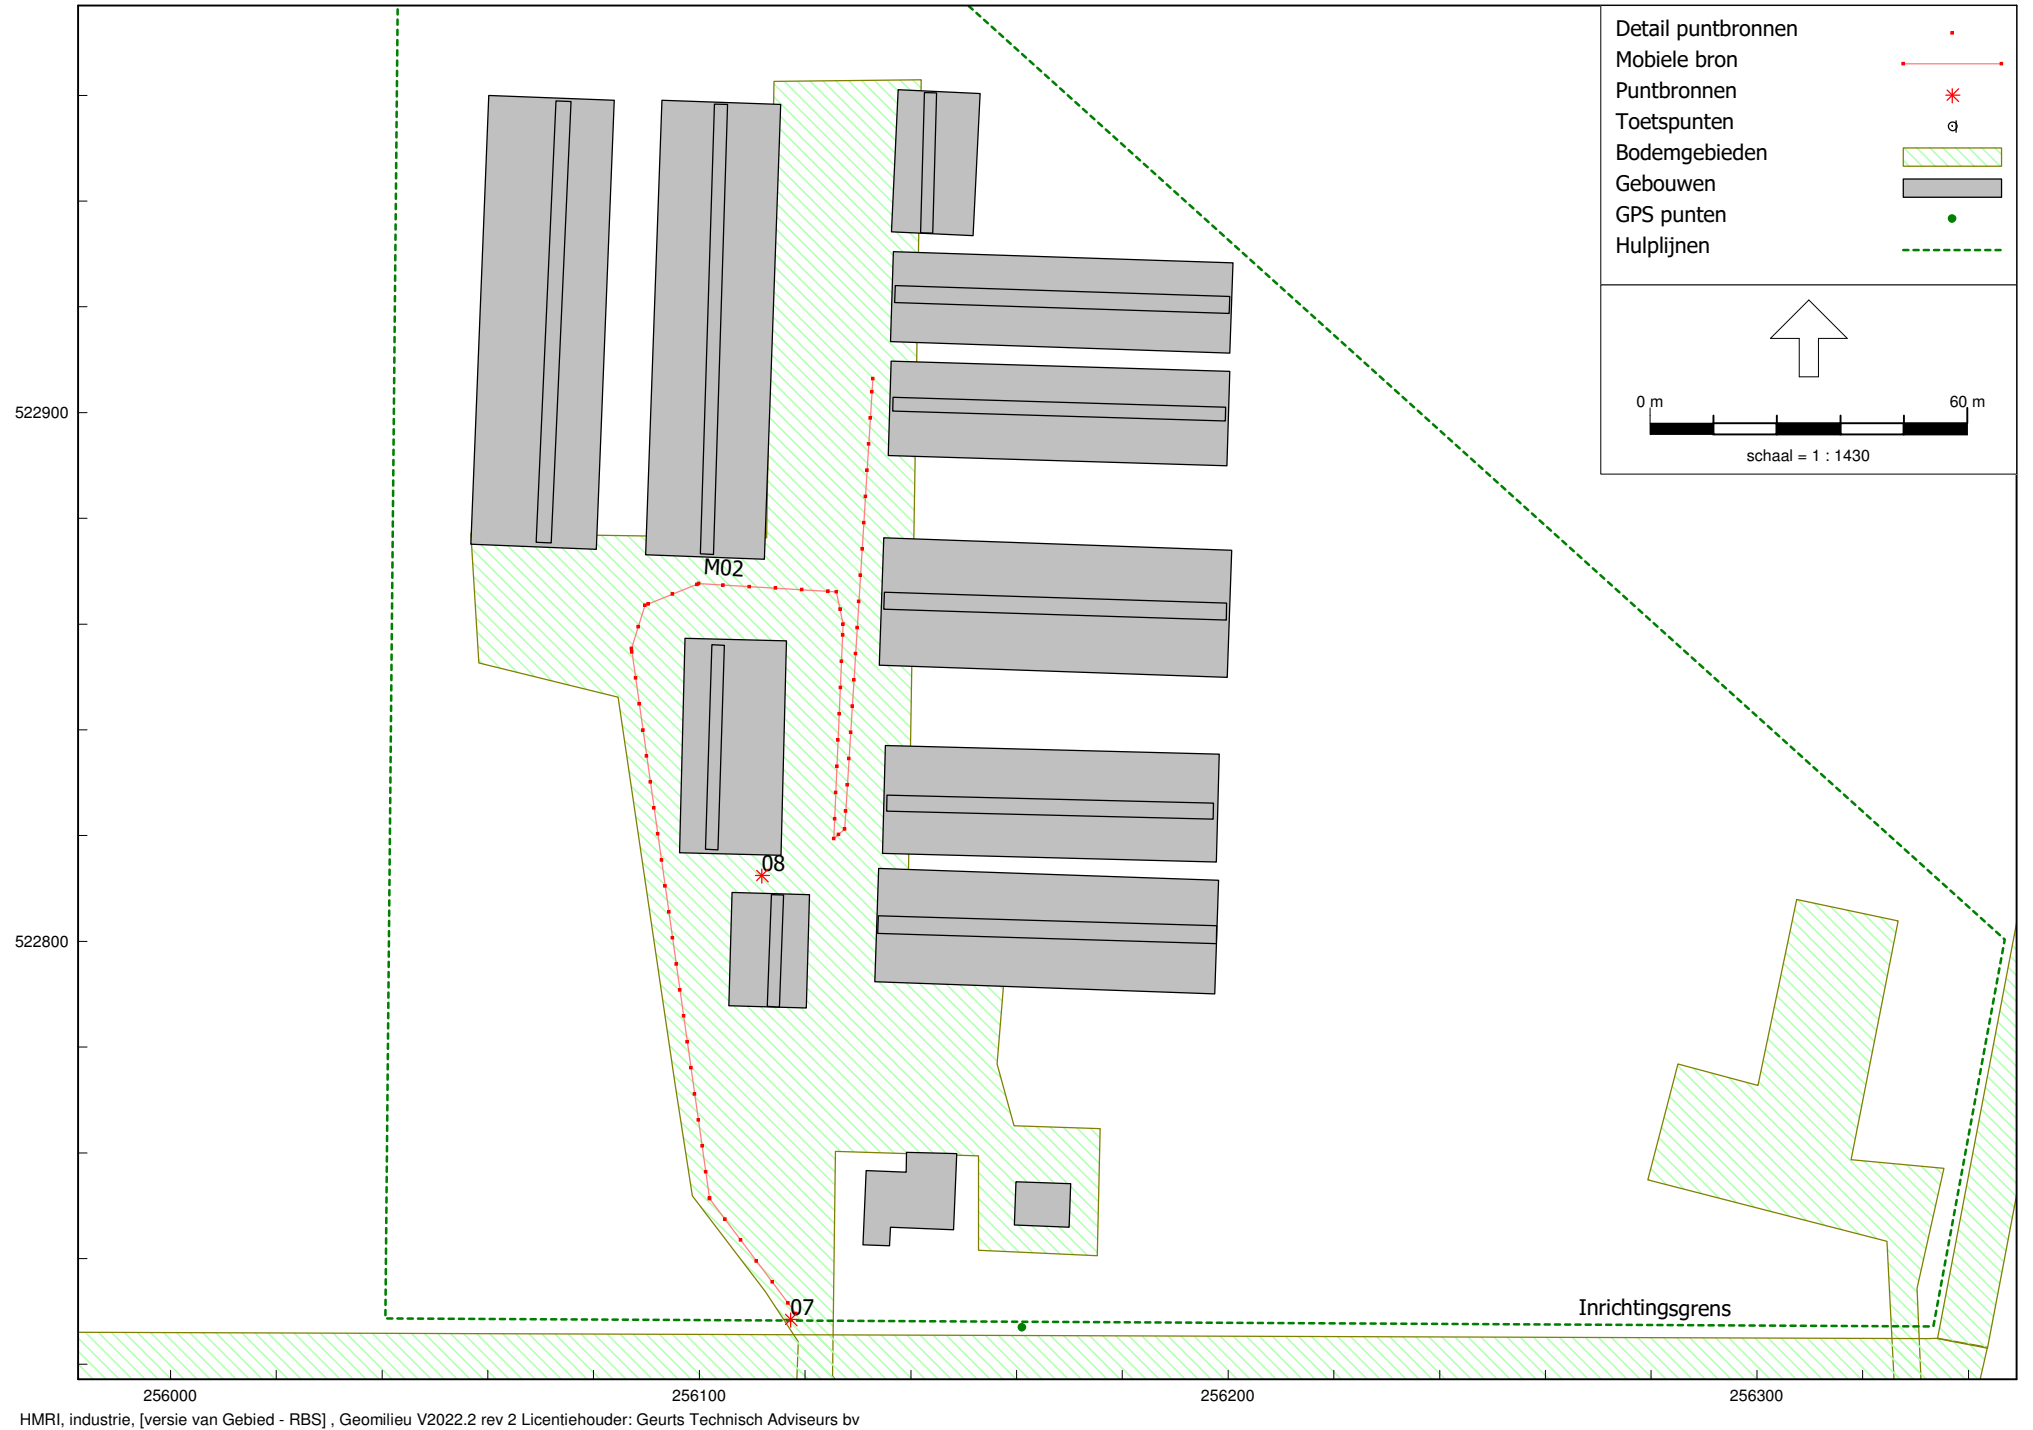 Detail puntbronnen
Mobiele bron
Puntbronnen
Toetspunten
Bodemgebieden
Gebouwen
GPS punten
Hulplijnen
0 m 60 m
schaal = 1 : 1430
522900
M02
08
522800
07
Inrichtingsgrens
256000 256100 256200 256300
HMRI, industrie, [versie van Gebied - RBS] , Geomilieu V2022.2 rev 2 Licentiehouder: Geurts Technisch Adviseurs bv